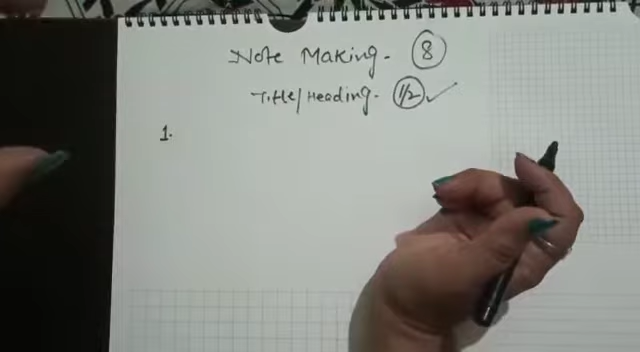 Note Making. 8
Title/Heading. 1/2 ✓
1.